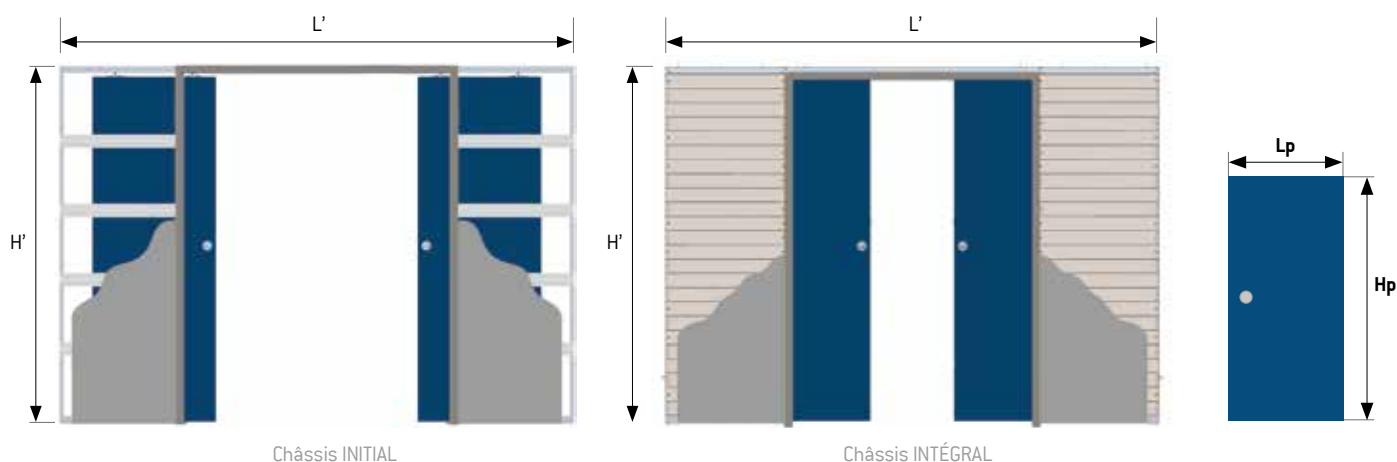 L’
L’
H’
H’
Lp
Hp
Châssis INITIAL
Châssis INTÉGRAL